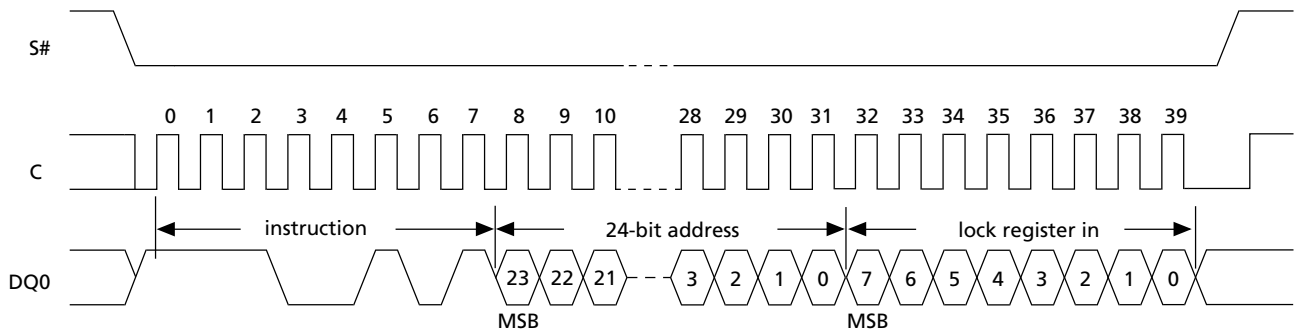 S#
0 1 2 3 4 5 6 7 8 9 10 28 29 30 31 32 33 34 35 36 37 38 39
C
instruction 24-bit address lock register in
DQ0 23 22 21 3 2 1 0 7 6 5 4 3 2 1 0
MSB MSB